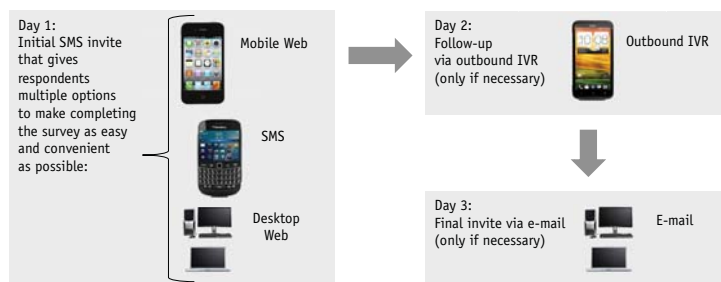 Day 1:
Initial SMS invite
that gives
respondents
multiple options
to make completing
the survey as easy
and convenient
as possible:
Mobile Web
SMS
Desktop
Web
Day 2:
Follow-up
via outbound IVR
(only if necessary)
Outbound IVR
Day 3:
Final invite via e-mail
(only if necessary)
E-mail